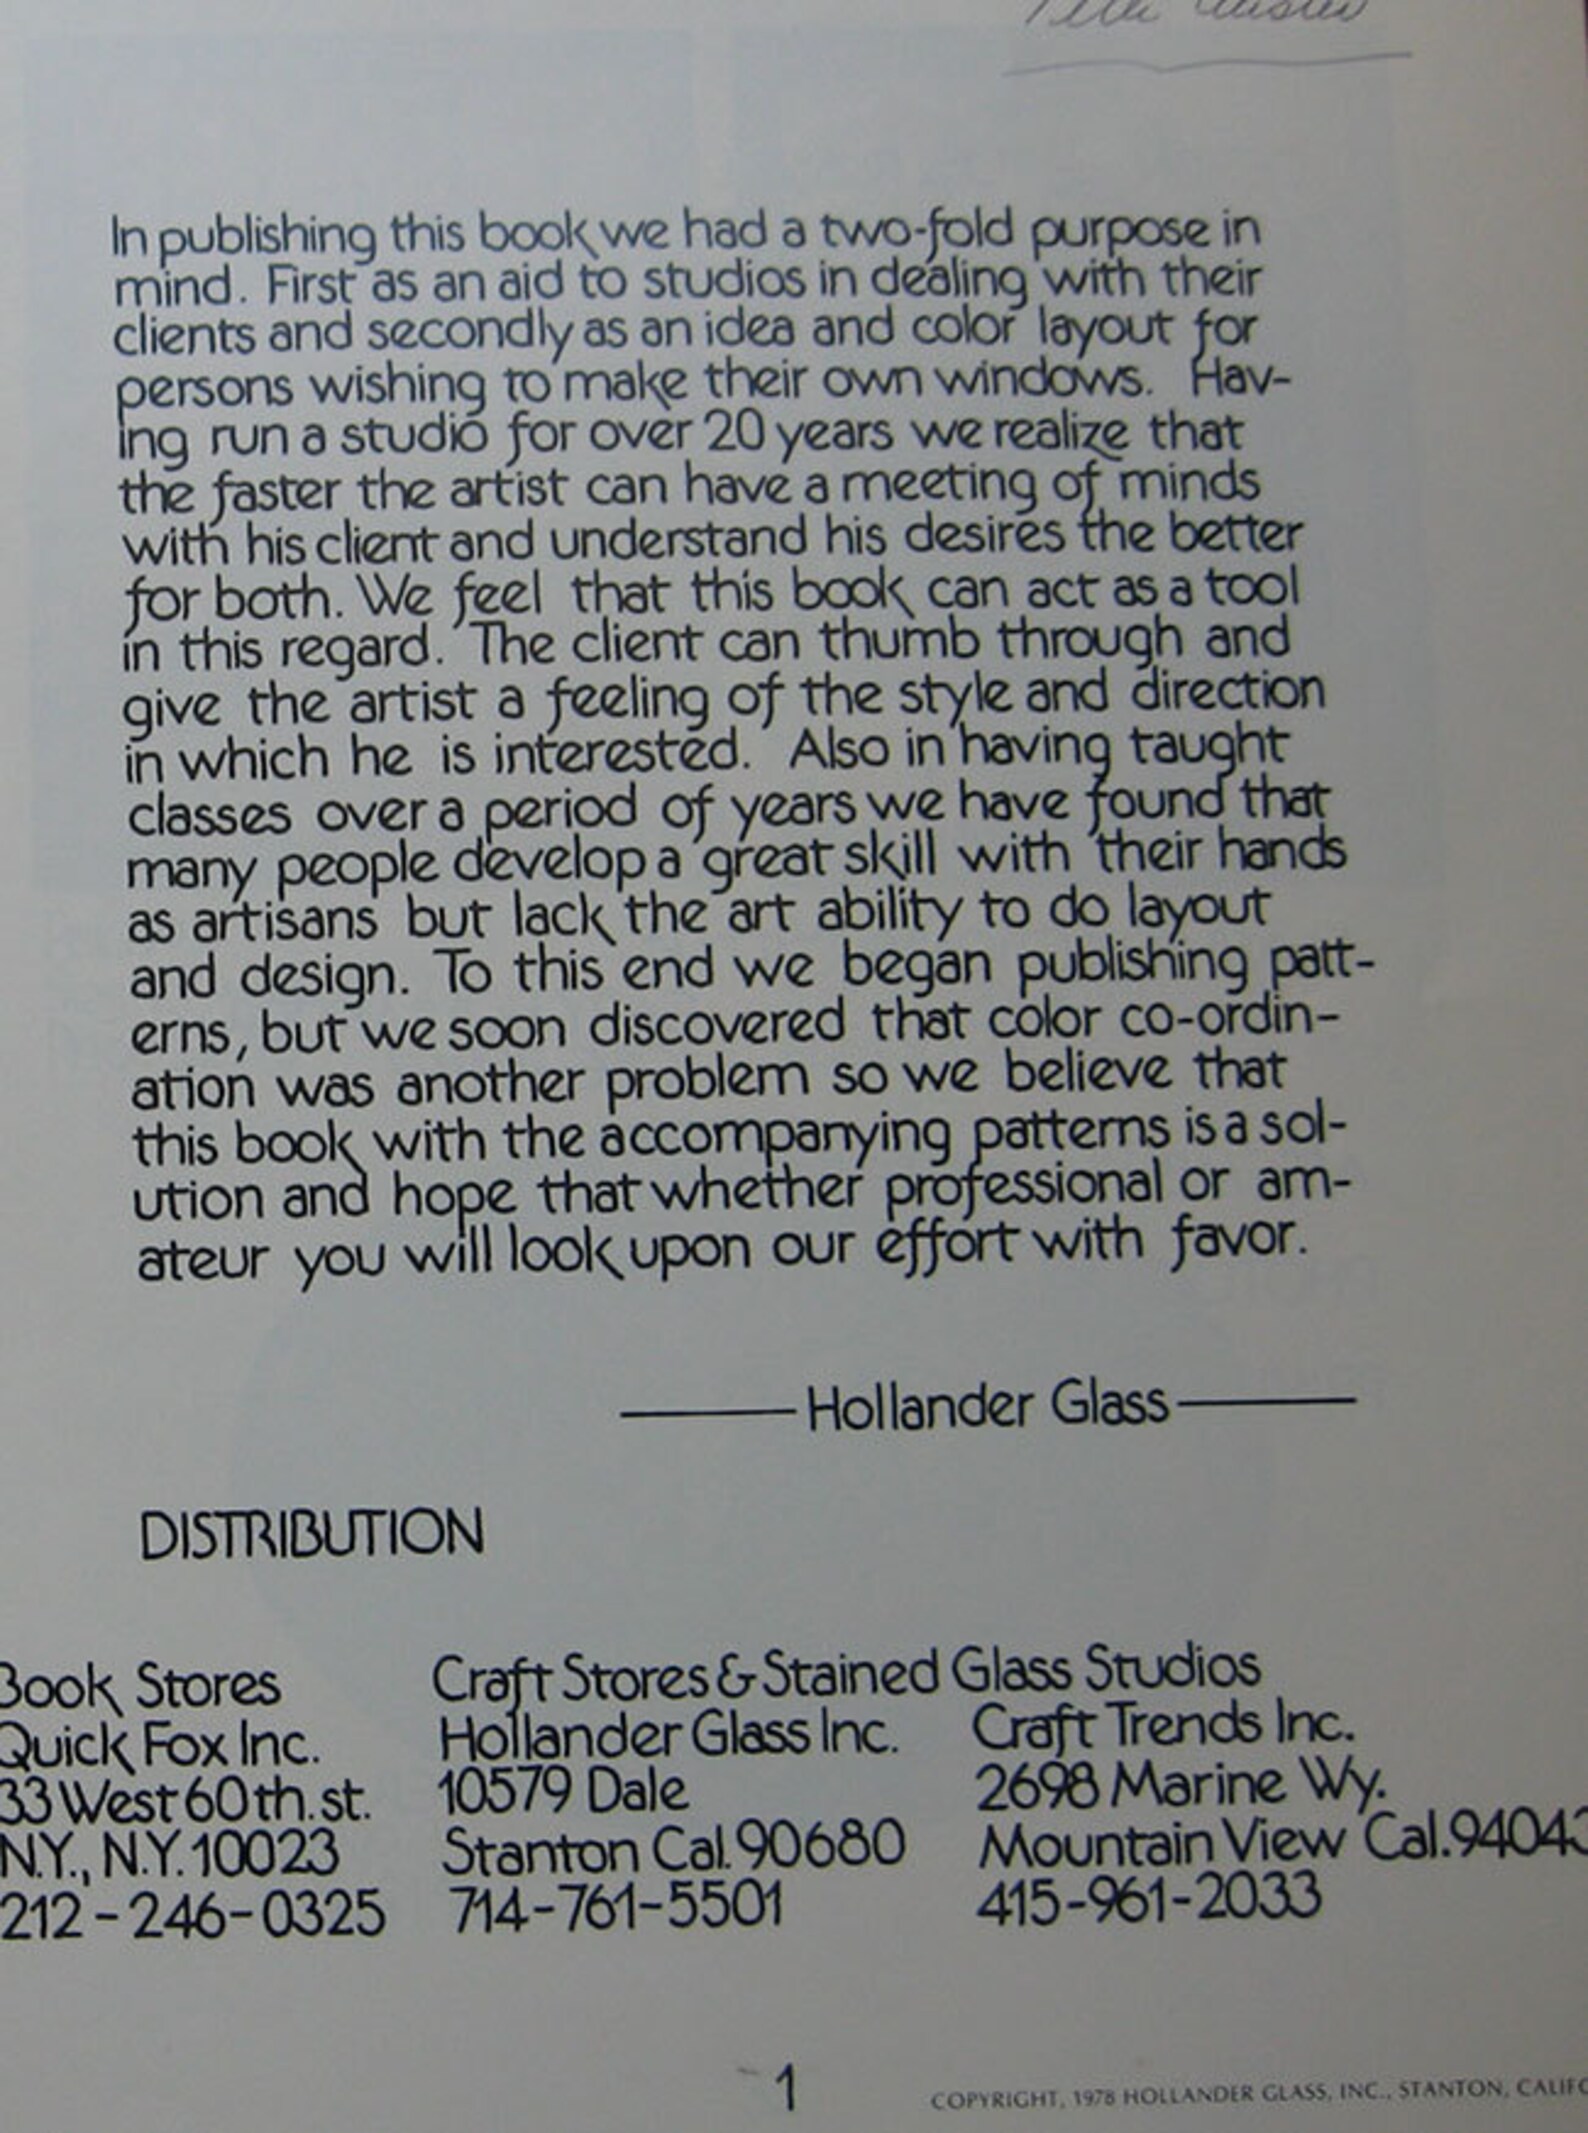 In publishing this book we had a two-fold purpose in
mind. First as an aid to studios in dealing with their
clients and secondly as an idea and color layout for
persons wishing to make their own windows. Hav-
ing run a studio for over 20 years we realize that
the faster the artist can have a meeting of minds
with his client and understand his desires the better
for both. We feel that this book can act as a tool
in this regard. The client can thumb through and
give the artist a feeling of the style and direction
in which he is interested. Also in having taught
classes over a period of years we have found that
many people develop a great skill with their hands
as artisans but lack the art ability to do layout
and design. To this end we began publishing patt-
erns, but we soon discovered that color co-ordin-
ation was another problem so we believe that
this book with the accompanying patterns is a sol-
ution and hope that whether professional or am-
ateur you will look upon our effort with favor.
Hollander Glass
DISTRIBUTION
Book Stores
Quick Fox Inc.
33 West 60th. st.
N.Y., N.Y. 10023
212-246-0325
Craft Stores & Stained Glass Studios
Hollander Glass Inc.
10579 Dale
Stanton Cal. 90680
714-761-5501
Craft Trends Inc.
2698 Marine Wy.
Mountain View Cal. 94043
415-961-2033
1
COPYRIGHT, 1978 HOLLANDER GLASS, INC., STANTON, CALIFO